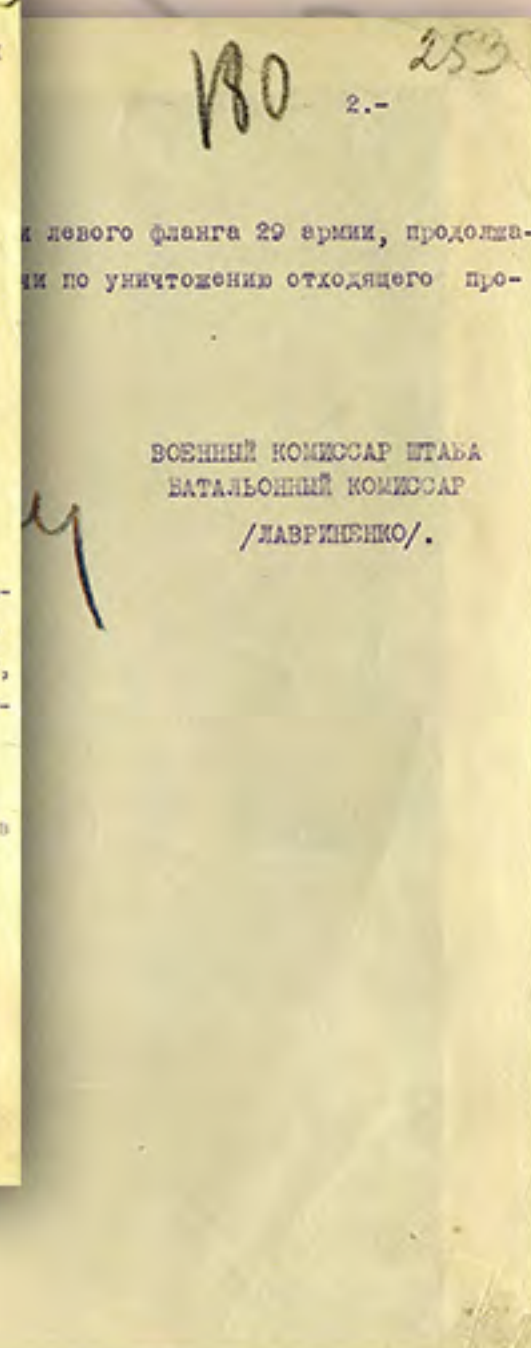 180
253
2.-
левого фланга 29 армии, продолжа-
по уничтожению отходящего про-
ВОЕННЫЙ КОМИССАР ШТАБА
БАТАЛЬОННЫЙ КОМИССАР
/ЛАВРИНЕНКО/.